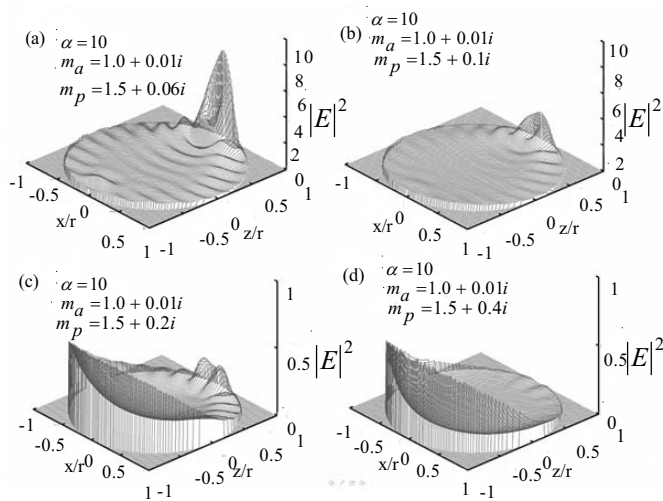 (a)
α = 10
m_a = 1.0 + 0.01i
m_p = 1.5 + 0.06i
10
8
6
4
2
|E|²
-1
-0.5
x/r
0
0.5
1
-1
-0.5
0
z/r
0.5
1
(b)
α = 10
m_a = 1.0 + 0.01i
m_p = 1.5 + 0.1i
10
8
6
4
2
|E|²
-1
-0.5
x/r
0
0.5
1
-1
-0.5
0
z/r
0.5
1
0
(c)
α = 10
m_a = 1.0 + 0.01i
m_p = 1.5 + 0.2i
1
0.5
0
|E|²
-1
-0.5
x/r
0
0.5
1
-1
-0.5
0
z/r
0.5
1
(d)
α = 10
m_a = 1.0 + 0.01i
m_p = 1.5 + 0.4i
1
0.5
0
|E|²
-1
-0.5
x/r
0
0.5
1
-1
-0.5
0
z/r
0.5
1